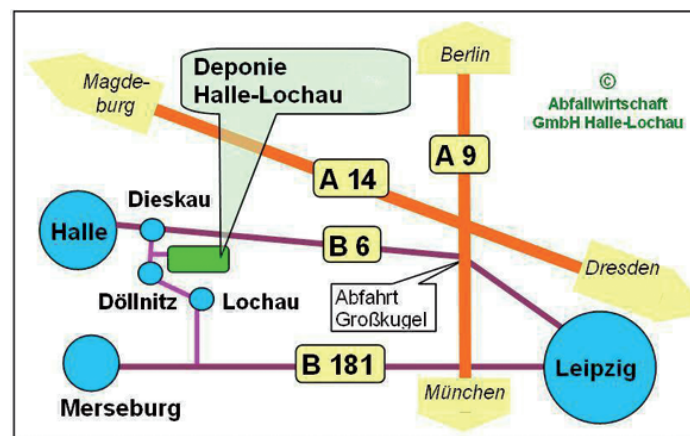 Berlin
Magde-
burg
Deponie
Halle-Lochau
©
Abfallwirtschaft
GmbH Halle-Lochau
A 9
A 14
Dieskau
Halle
B 6
Dresden
Abfahrt
Großkugel
Döllnitz
Lochau
B 181
Leipzig
Merseburg
München